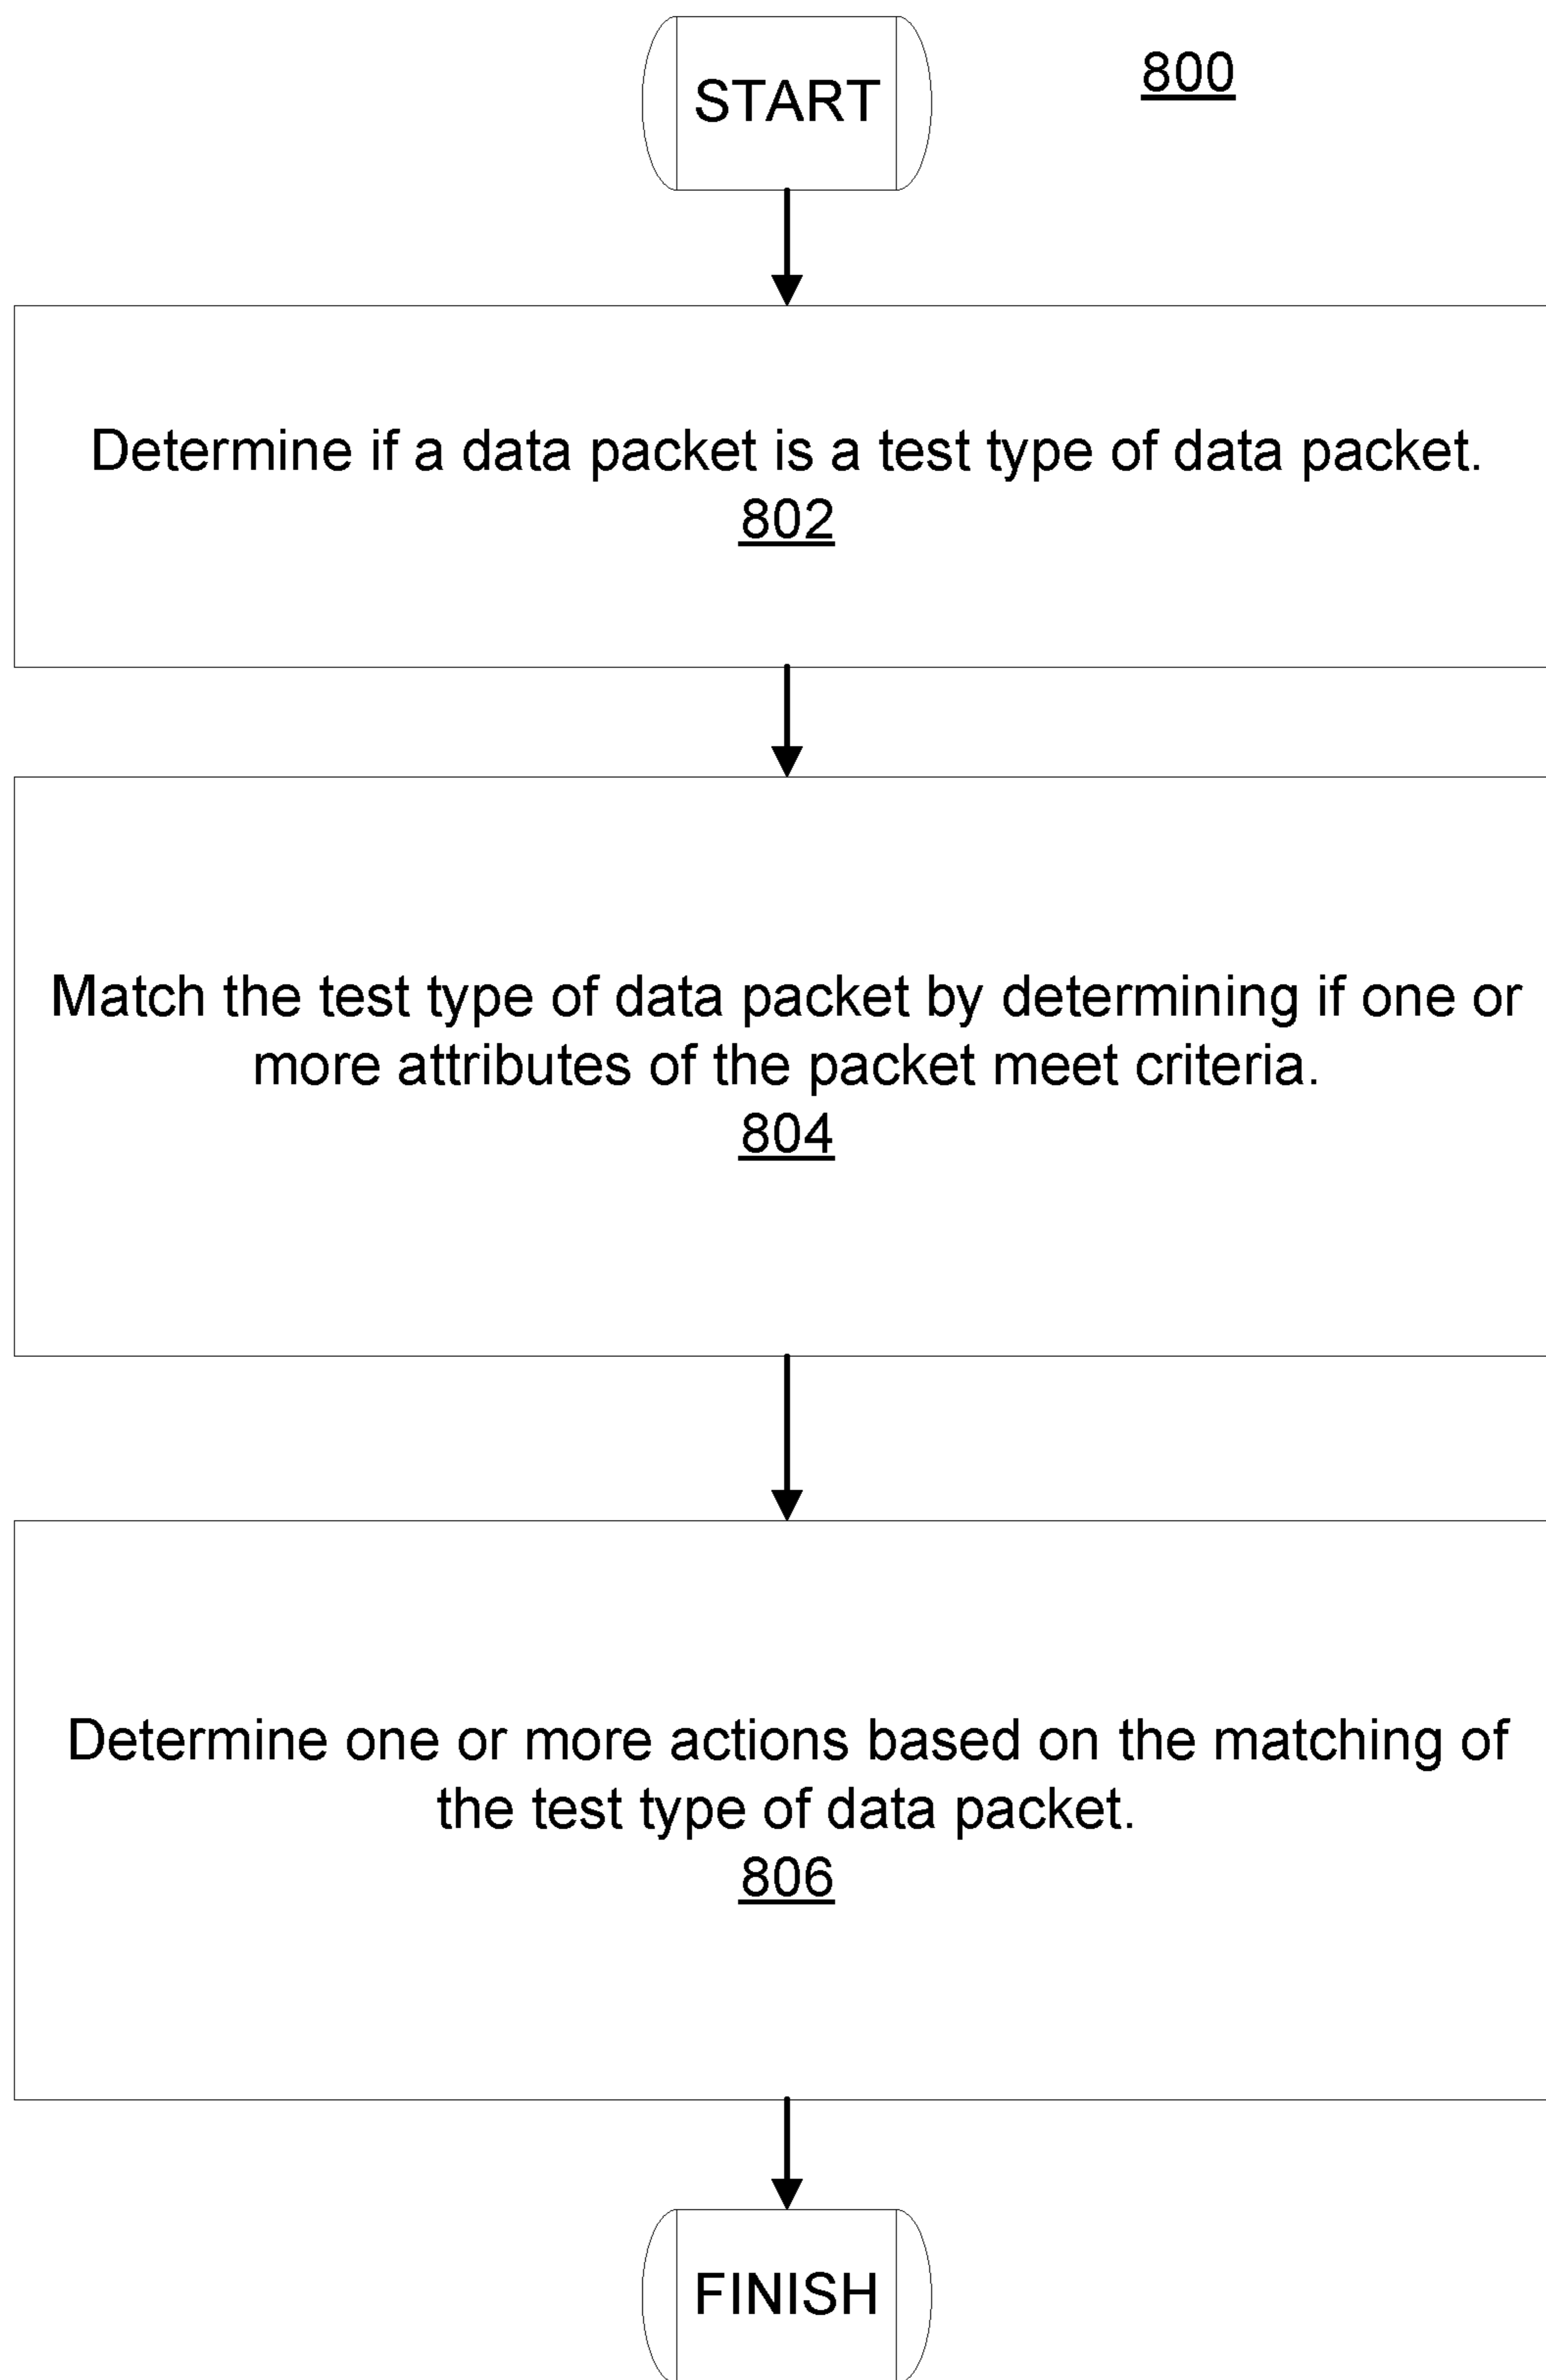 START
800
Determine if a data packet is a test type of data packet.
802
Match the test type of data packet by determining if one or
more attributes of the packet meet criteria.
804
Determine one or more actions based on the matching of
the test type of data packet.
806
FINISH